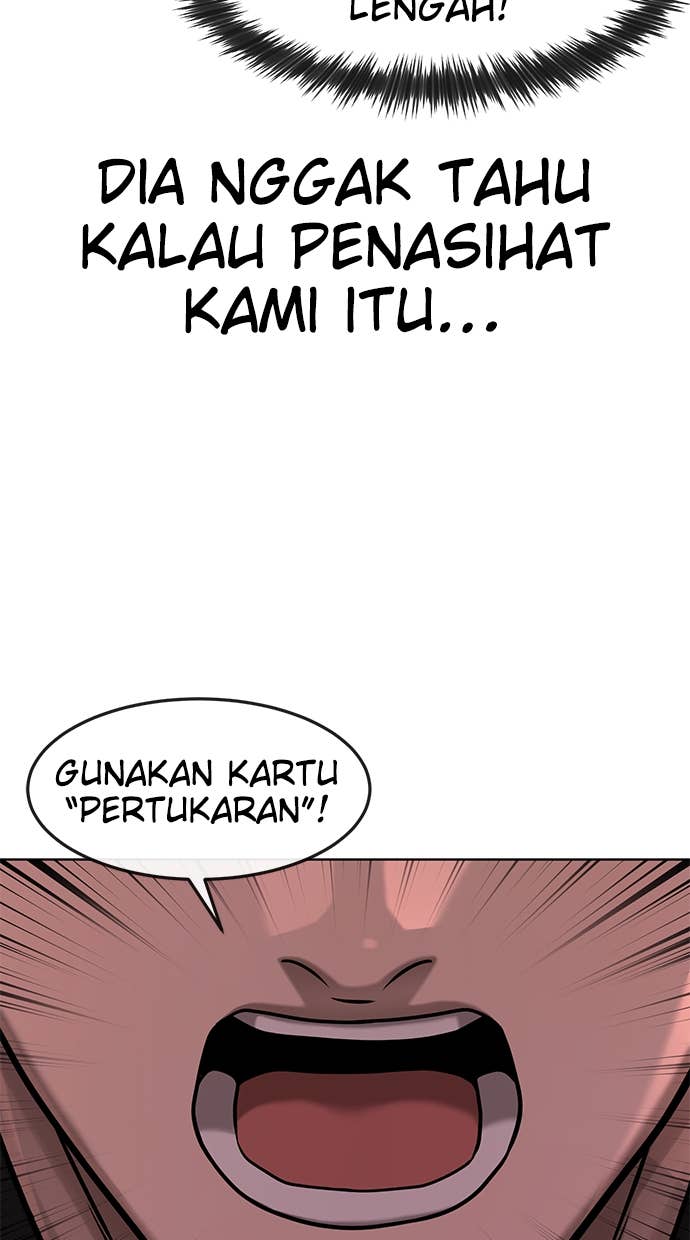 LENGAH!
DIA NGGAK TAHU
KALAU PENASIHAT
KAMI ITU...
GUNAKAN KARTU
“PERTUKARAN”!